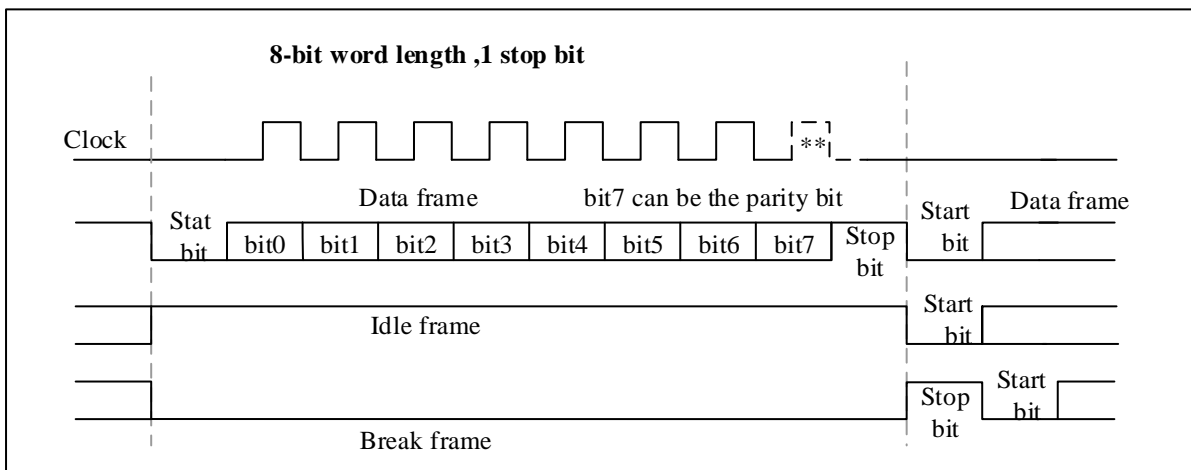 8-bit word length ,1 stop bit
Clock
**
Data frame
bit7 can be the parity bit
Data frame
Stat
bit
bit0
bit1
bit2
bit3
bit4
bit5
bit6
bit7
Stop
bit
Start
bit
Idle frame
Start
bit
Break frame
Stop
bit
Start
bit